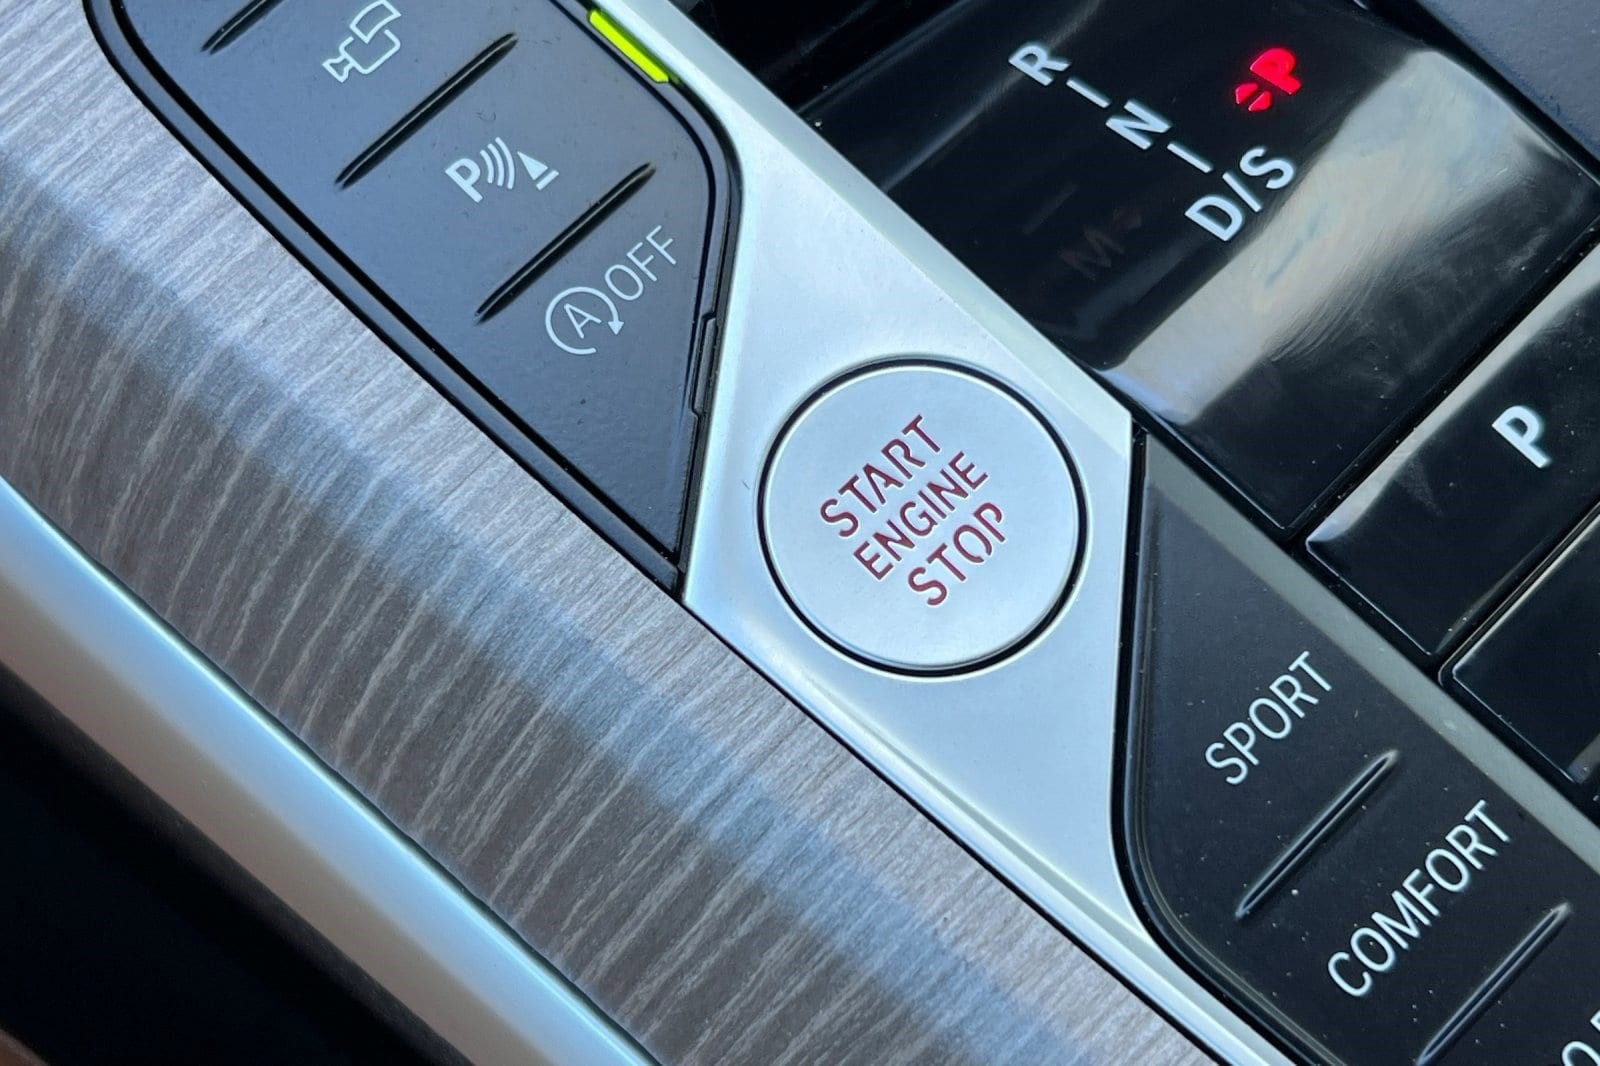 P
A OFF
START
ENGINE
STOP
R
N
D/S
P
M
P
SPORT
COMFORT